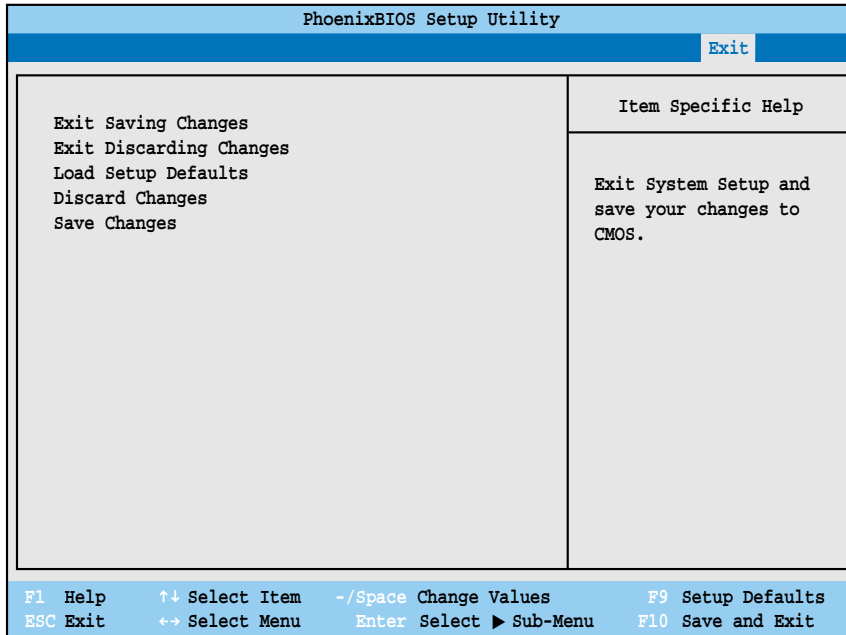 PhoenixBIOS Setup Utility
Exit
Exit Saving Changes
Exit Discarding Changes
Load Setup Defaults
Discard Changes
Save Changes
Item Specific Help
Exit System Setup and
save your changes to
CMOS.
F1 Help ↑↓ Select Item -/Space Change Values F9 Setup Defaults
ESC Exit ←→ Select Menu Enter Select ▶ Sub-Menu F10 Save and Exit